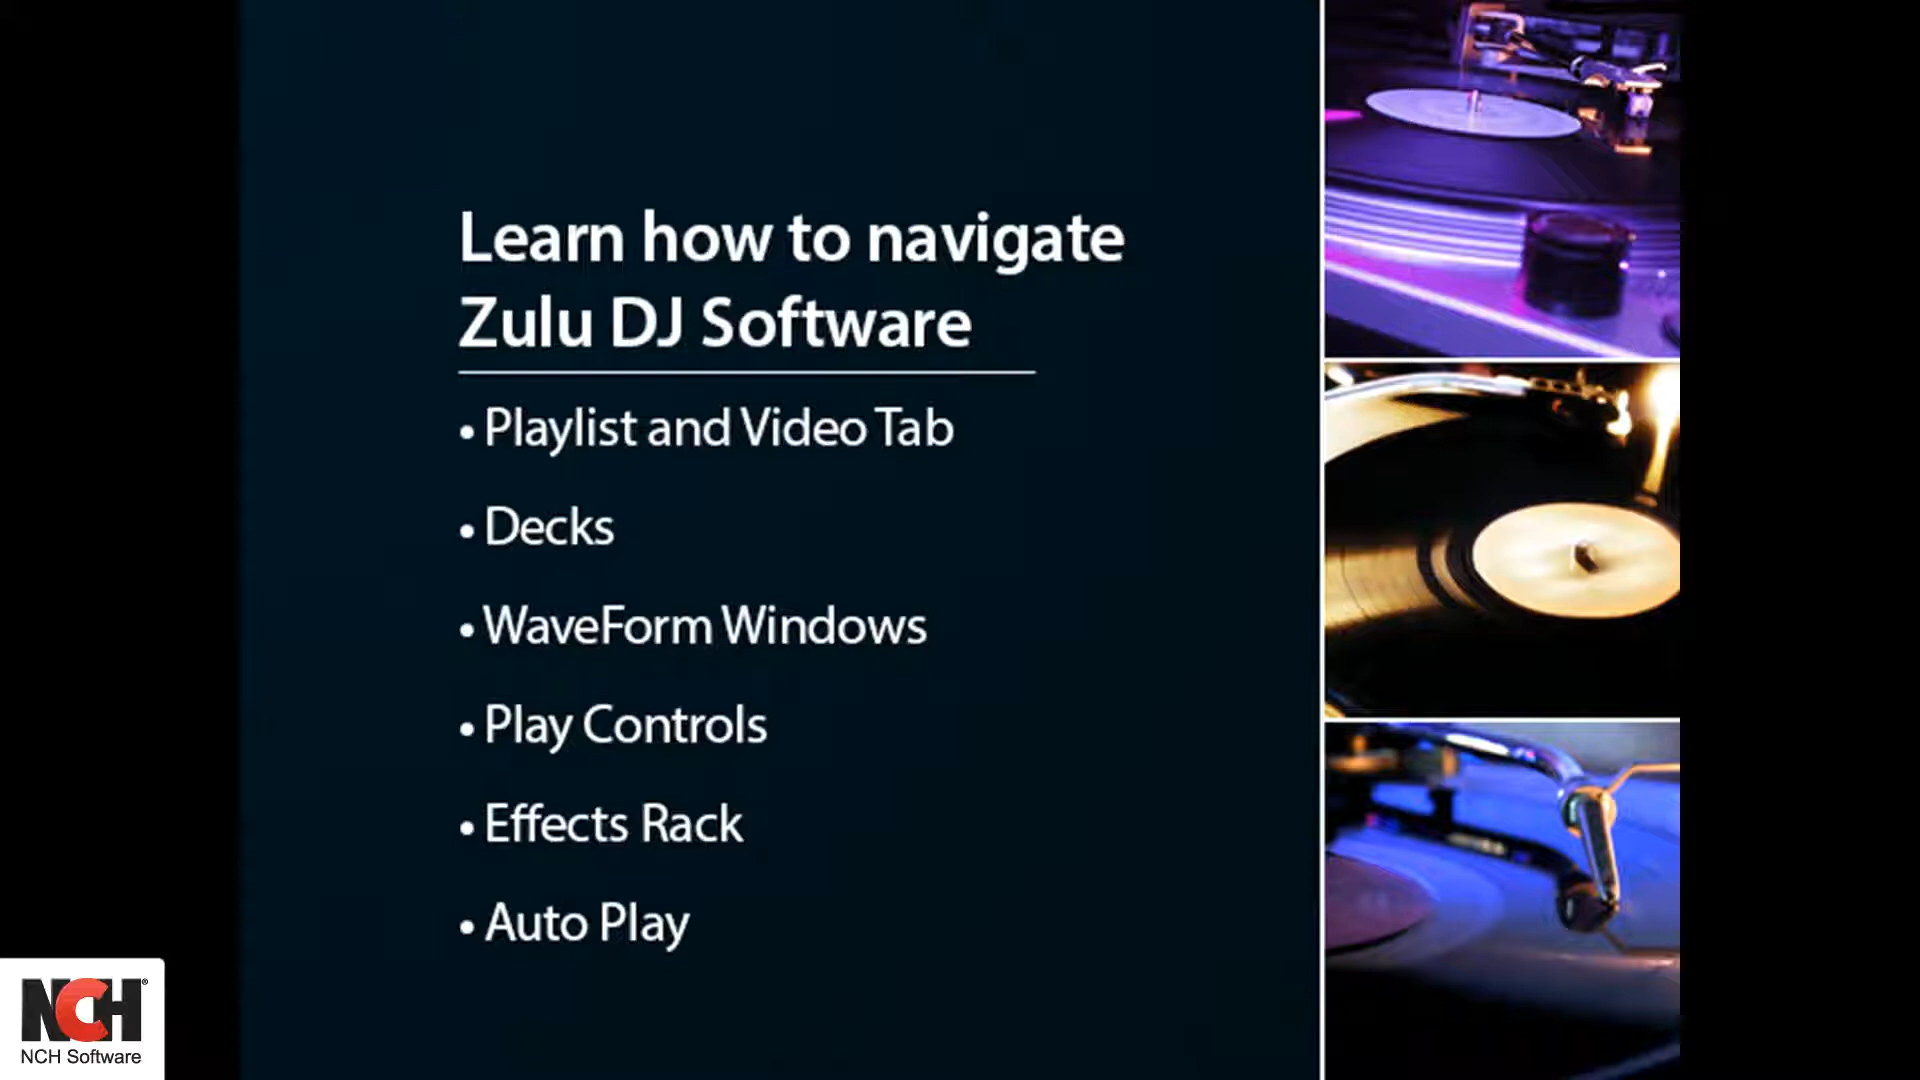 Learn how to navigate
Zulu DJ Software
• Playlist and Video Tab
• Decks
• WaveForm Windows
• Play Controls
• Effects Rack
• Auto Play
NCH®
NCH Software